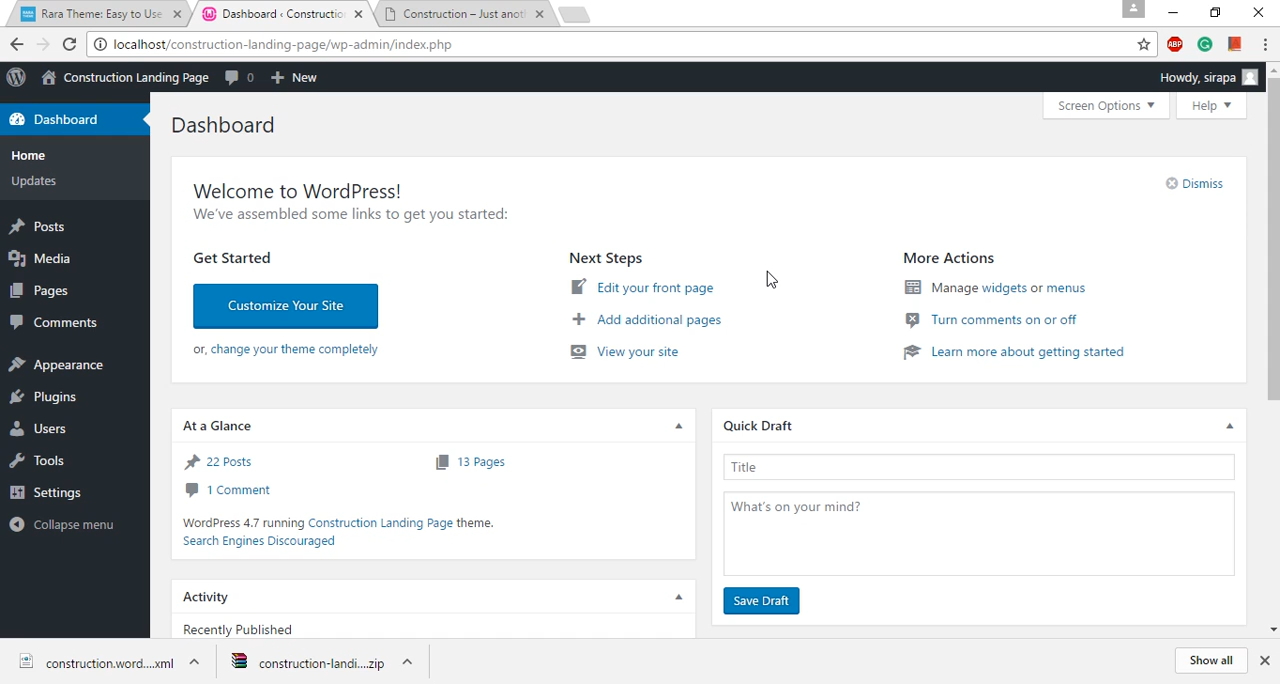 Rara Theme: Easy to Use
Dashboard ‹ Construction
Construction – Just anoth
localhost/construction-landing-page/wp-admin/index.php
ABP
Construction Landing Page
0
New
Howdy, sirapa
Dashboard
Home
Updates
Posts
Media
Pages
Comments
Appearance
Plugins
Users
Tools
Settings
Collapse menu
Dashboard
Screen Options
Help
Welcome to WordPress!
Dismiss
We've assembled some links to get you started:
Get Started
Customize Your Site
or, change your theme completely
Next Steps
Edit your front page
Add additional pages
View your site
More Actions
Manage widgets or menus
Turn comments on or off
Learn more about getting started
At a Glance
22 Posts
13 Pages
1 Comment
WordPress 4.7 running Construction Landing Page theme.
Search Engines Discouraged
Activity
Recently Published
Quick Draft
Title
What's on your mind?
Save Draft
construction.word....xml
construction-landi....zip
Show all